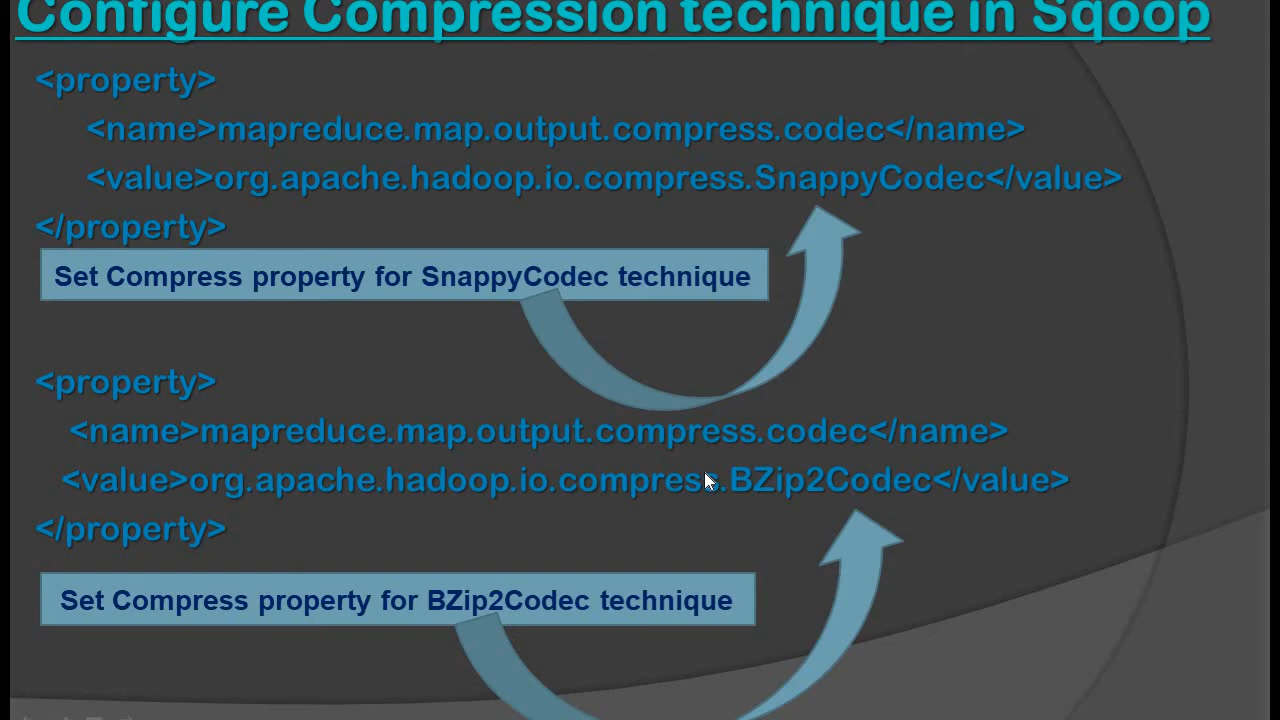 Configure Compression technique in Sqoop
<property>
<name>mapreduce.map.output.compress.codec</name>
<value>org.apache.hadoop.io.compress.SnappyCodec</value>
</property>
Set Compress property for SnappyCodec technique
<property>
<name>mapreduce.map.output.compress.codec</name>
<value>org.apache.hadoop.io.compress.BZip2Codec</value>
</property>
Set Compress property for BZip2Codec technique